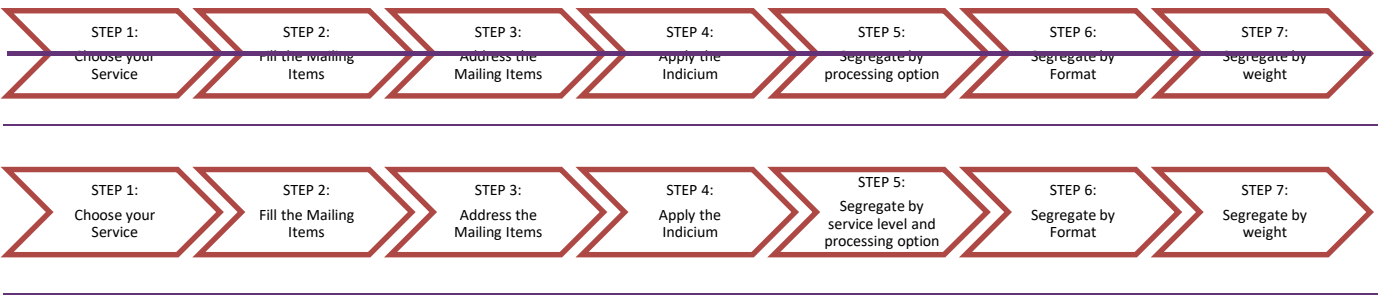 STEP 1:
Choose your
Service
STEP 2:
Fill the Mailing
Items
STEP 3:
Address the
Mailing Items
STEP 4:
Apply the
Indicium
STEP 5:
Segregate by
processing option
STEP 6:
Segregate by
Format
STEP 7:
Segregate by
weight
STEP 1:
Choose your
Service
STEP 2:
Fill the Mailing
Items
STEP 3:
Address the
Mailing Items
STEP 4:
Apply the
Indicium
STEP 5:
Segregate by
service level and
processing option
STEP 6:
Segregate by
Format
STEP 7:
Segregate by
weight